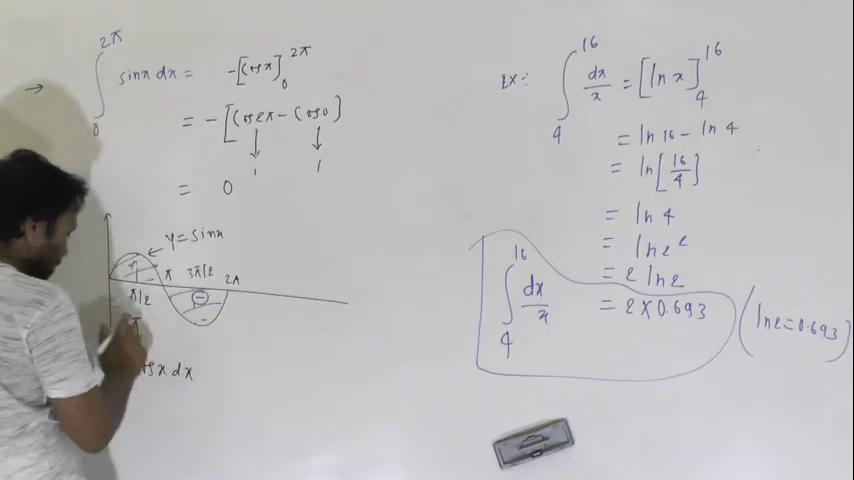 → ∫₀^2π sinx dx = -[cosx]₀^2π
= -[cos2π - cos0]
↓ ↓
1 1
= 0
y=sinx
+ π 3π/2 2π
π/2 -
π
cosx dx
Ex: ∫₄^16 dx/x = [ln x]₄^16
= ln 16 - ln 4
= ln[16/4]
= ln 4
= ln2²
= 2 ln2
∫₄^16 dx/x = 2×0.693 (ln2=0.693)